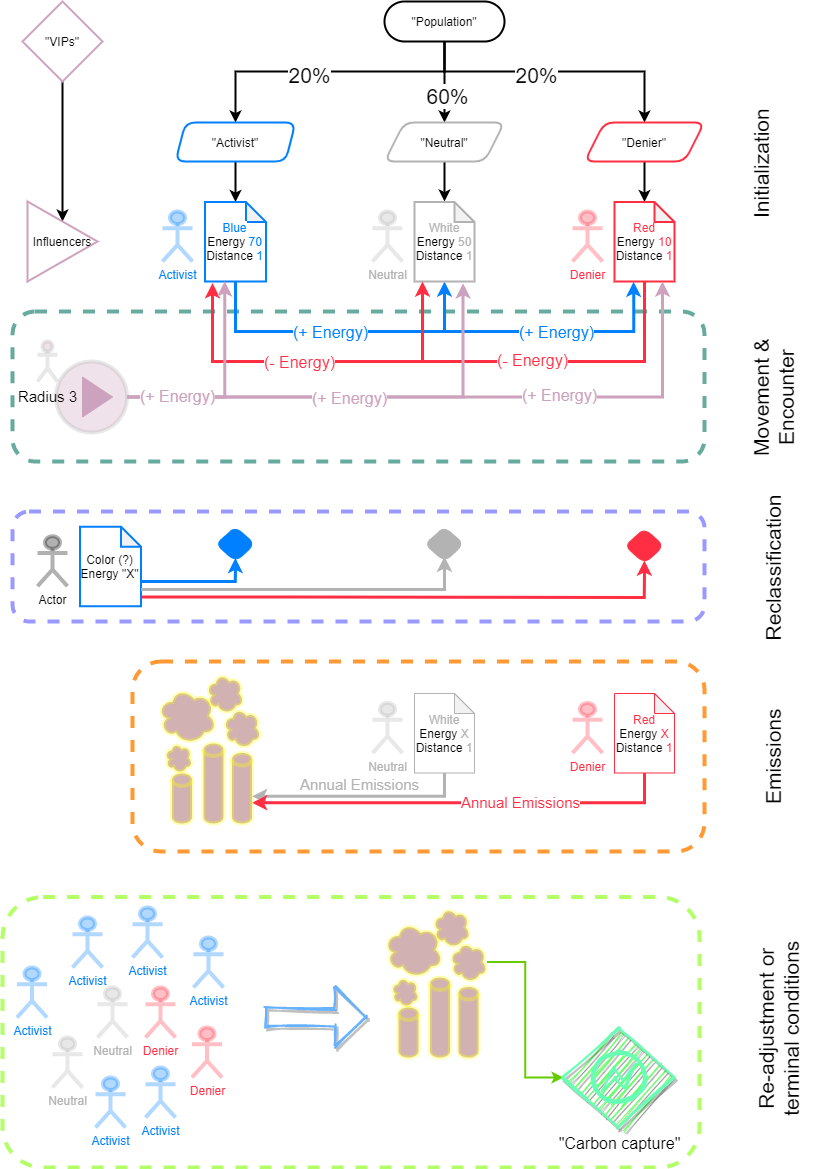 "VIPs"
"Population"
20%
20%
60%
"Activist"
"Neutral"
"Denier"
Initialization
Influencers
Blue
Energy 70
Distance 1
Activist
White
Energy 50
Distance 1
Neutral
Red
Energy 10
Distance 1
Denier
(+ Energy)
(+ Energy)
(- Energy)
(- Energy)
Radius 3
(+ Energy)
(+ Energy)
(+ Energy)
Movement &
Encounter
Color (?)
Energy "X"
Actor
Reclassification
White
Energy X
Distance 1
Neutral
Red
Energy X
Distance 1
Denier
Annual Emissions
Annual Emissions
Emissions
Activist
Activist
Activist
Activist
Neutral
Denier
Neutral
Denier
Activist
Activist
"Carbon capture"
Re-adjustment or
terminal conditions